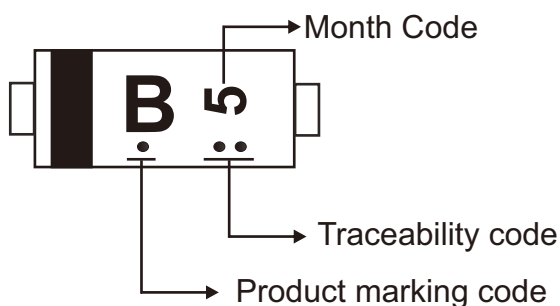 Month Code
B 5
Traceability code
Product marking code